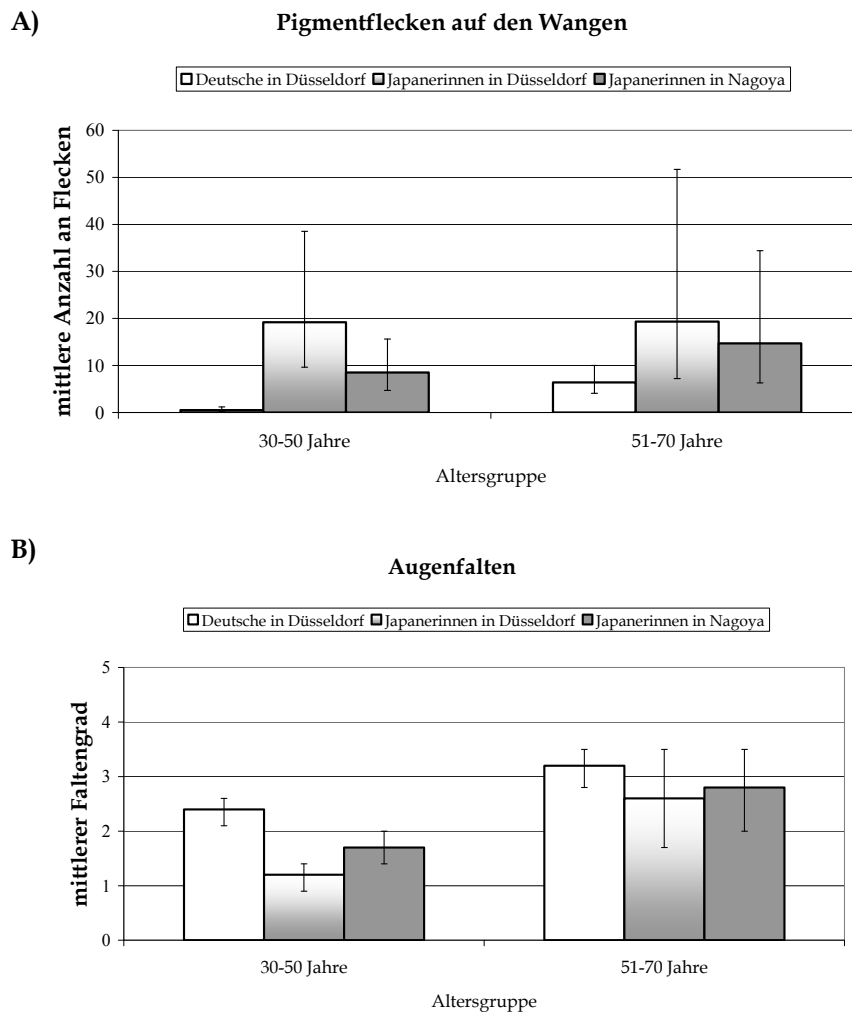 A)
Pigmentflecken auf den Wangen
Deutsche in Düsseldorf Japanerinnen in Düsseldorf Japanerinnen in Nagoya
mittlere Anzahl an Flecken
60
50
40
30
20
10
0
30-50 Jahre 51-70 Jahre
Altersgruppe
B)
Augenfalten
Deutsche in Düsseldorf Japanerinnen in Düsseldorf Japanerinnen in Nagoya
mittlerer Faltengrad
5
4
3
2
1
0
30-50 Jahre 51-70 Jahre
Altersgruppe